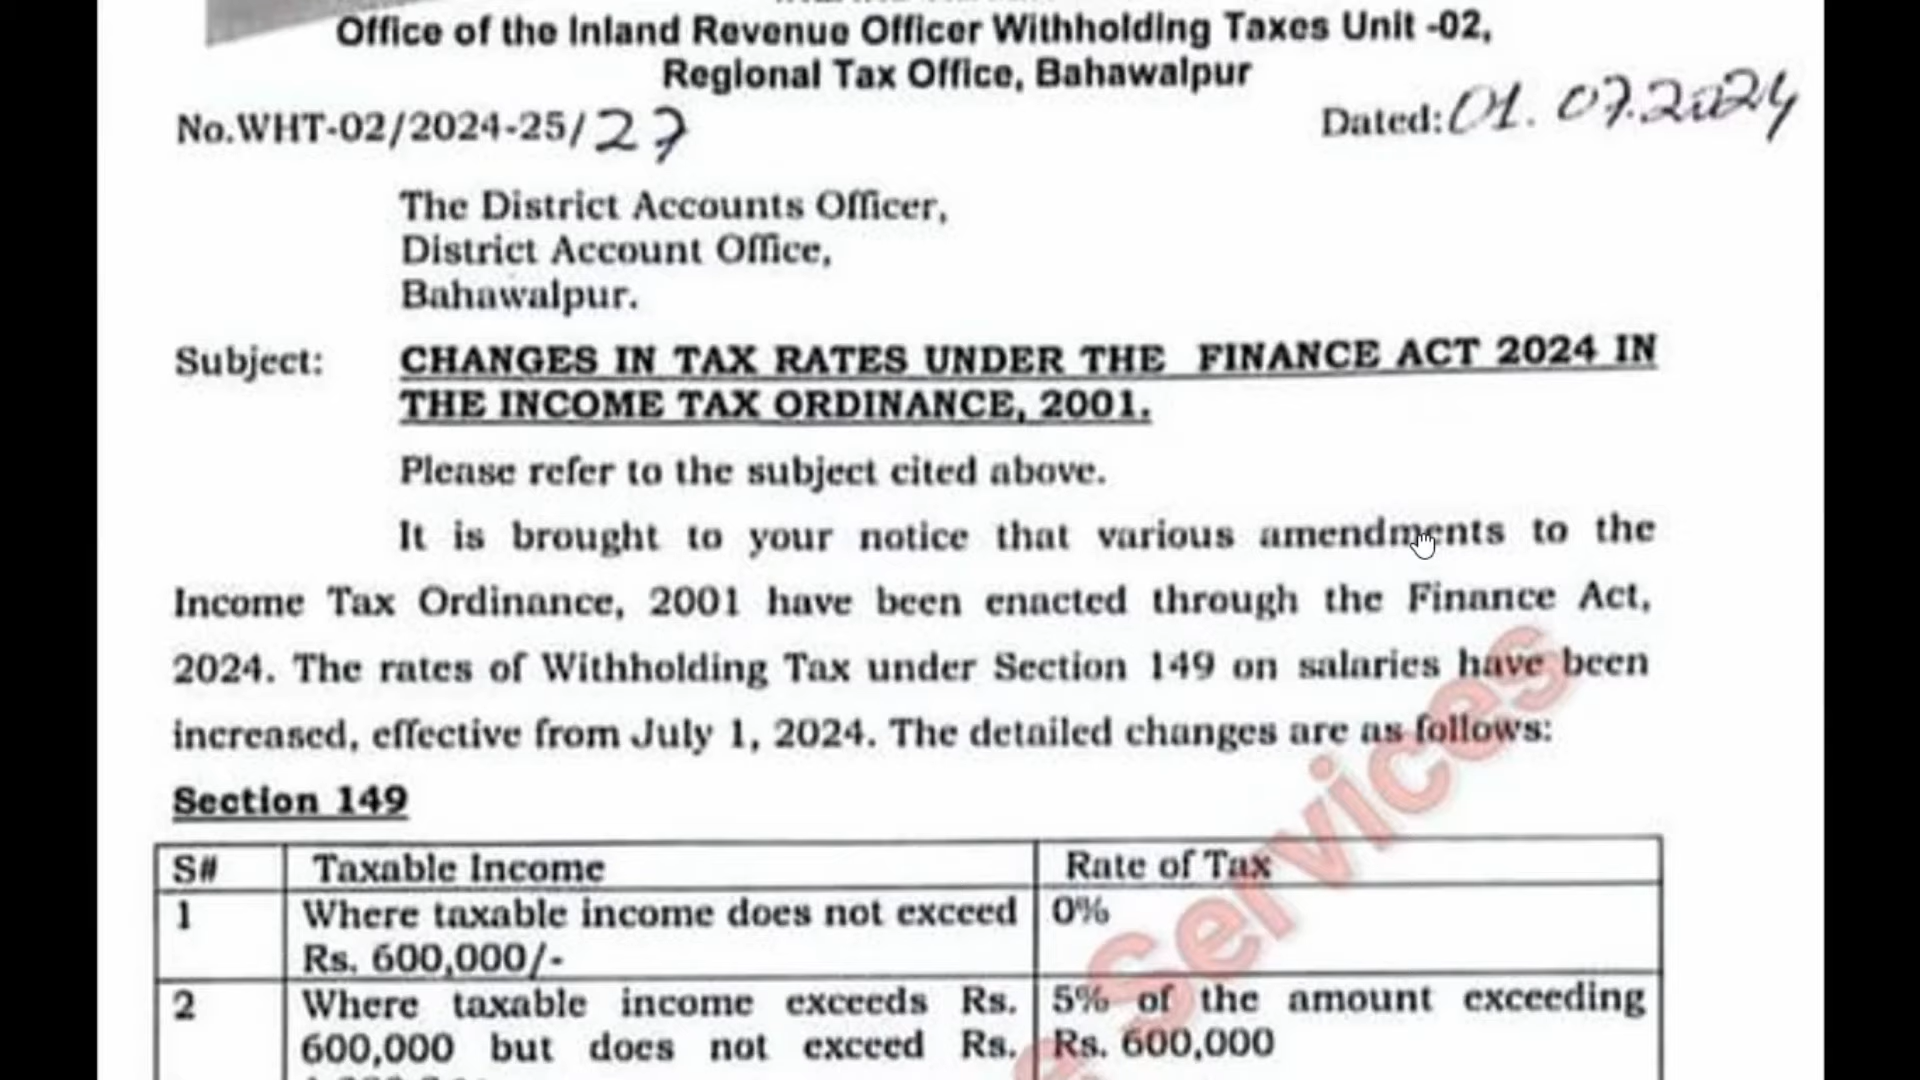 Office of the Inland Revenue Officer Withholding Taxes Unit -02,
Regional Tax Office, Bahawalpur
No.WHT-02/2024-25/27
Dated: 01.07.2024
The District Accounts Officer,
District Account Office,
Bahawalpur.
Subject: CHANGES IN TAX RATES UNDER THE FINANCE ACT 2024 IN
THE INCOME TAX ORDINANCE, 2001.
Please refer to the subject cited above.
It is brought to your notice that various amendments to the
Income Tax Ordinance, 2001 have been enacted through the Finance Act,
2024. The rates of Withholding Tax under Section 149 on salaries have been
increased, effective from July 1, 2024. The detailed changes are as follows:
Section 149
S# Taxable Income Rate of Tax
1 Where taxable income does not exceed 0%
Rs. 600,000/-
2 Where taxable income exceeds Rs. 5% of the amount exceeding
600,000 but does not exceed Rs. Rs. 600,000
Services